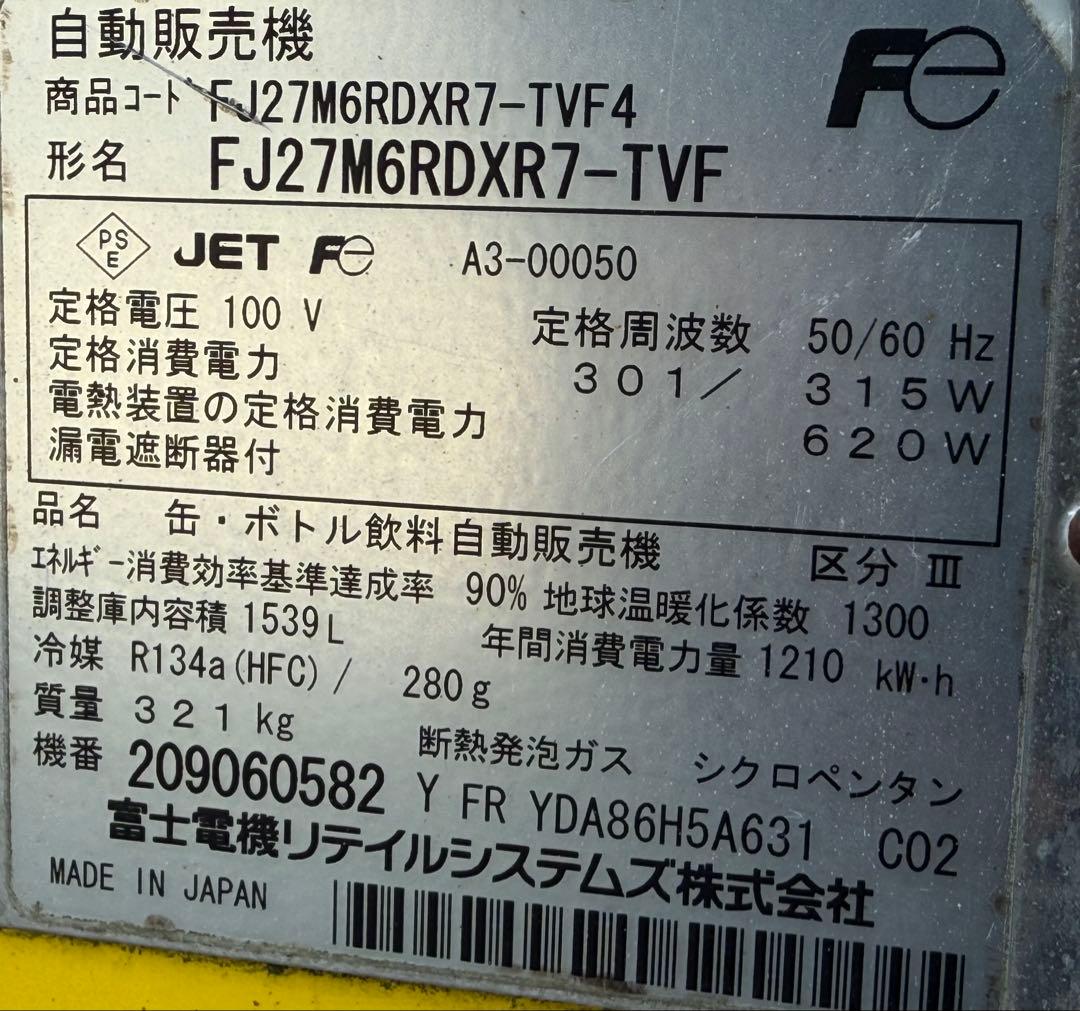 自動販売機
Fe
商品コード FJ27M6RDXR7-TVF4
形名 FJ27M6RDXR7-TVF
PSE JET Fe A3-00050
定格電圧 100 V 定格周波数 50/60 Hz
定格消費電力 301/ 315W
電熱装置の定格消費電力 620W
漏電遮断器付
品名 缶・ボトル飲料自動販売機 区分 Ⅲ
エネルギー消費効率基準達成率 90% 地球温暖化係数 1300
調整庫内容積 1539L 年間消費電力量 1210 kW·h
冷媒 R134a(HFC)/ 280g
質量 321kg 断熱発泡ガス シクロペンタン
機番 209060582 Y FR YDA86H5A631 CO2
富士電機リテイルシステムズ株式会社
MADE IN JAPAN